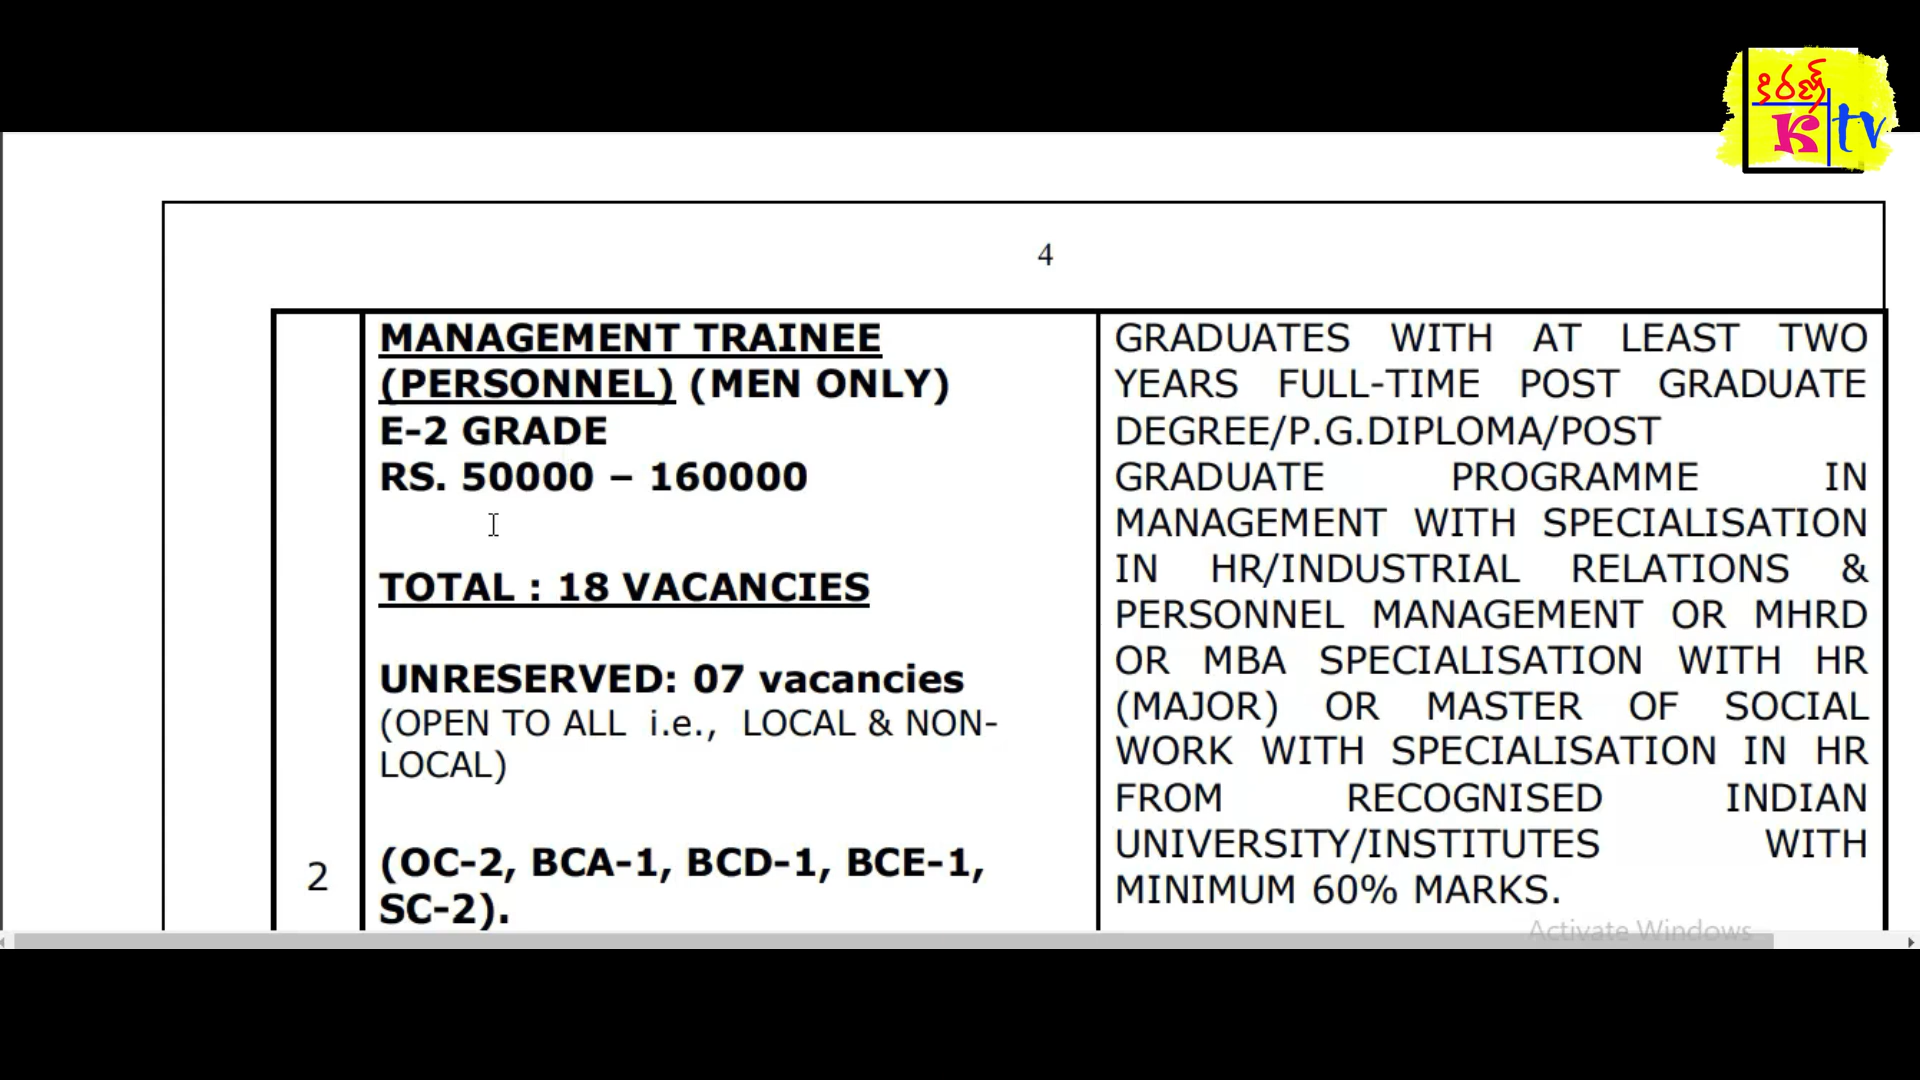 కిరణ్
K tv
4
MANAGEMENT TRAINEE
(PERSONNEL) (MEN ONLY)
E-2 GRADE
RS. 50000 – 160000
TOTAL : 18 VACANCIES
UNRESERVED: 07 vacancies
(OPEN TO ALL i.e., LOCAL & NON-
LOCAL)
2
(OC-2, BCA-1, BCD-1, BCE-1,
SC-2).
GRADUATES WITH AT LEAST TWO
YEARS FULL-TIME POST GRADUATE
DEGREE/P.G.DIPLOMA/POST
GRADUATE PROGRAMME IN
MANAGEMENT WITH SPECIALISATION
IN HR/INDUSTRIAL RELATIONS &
PERSONNEL MANAGEMENT OR MHRD
OR MBA SPECIALISATION WITH HR
(MAJOR) OR MASTER OF SOCIAL
WORK WITH SPECIALISATION IN HR
FROM RECOGNISED INDIAN
UNIVERSITY/INSTITUTES WITH
MINIMUM 60% MARKS.
Activate Windows